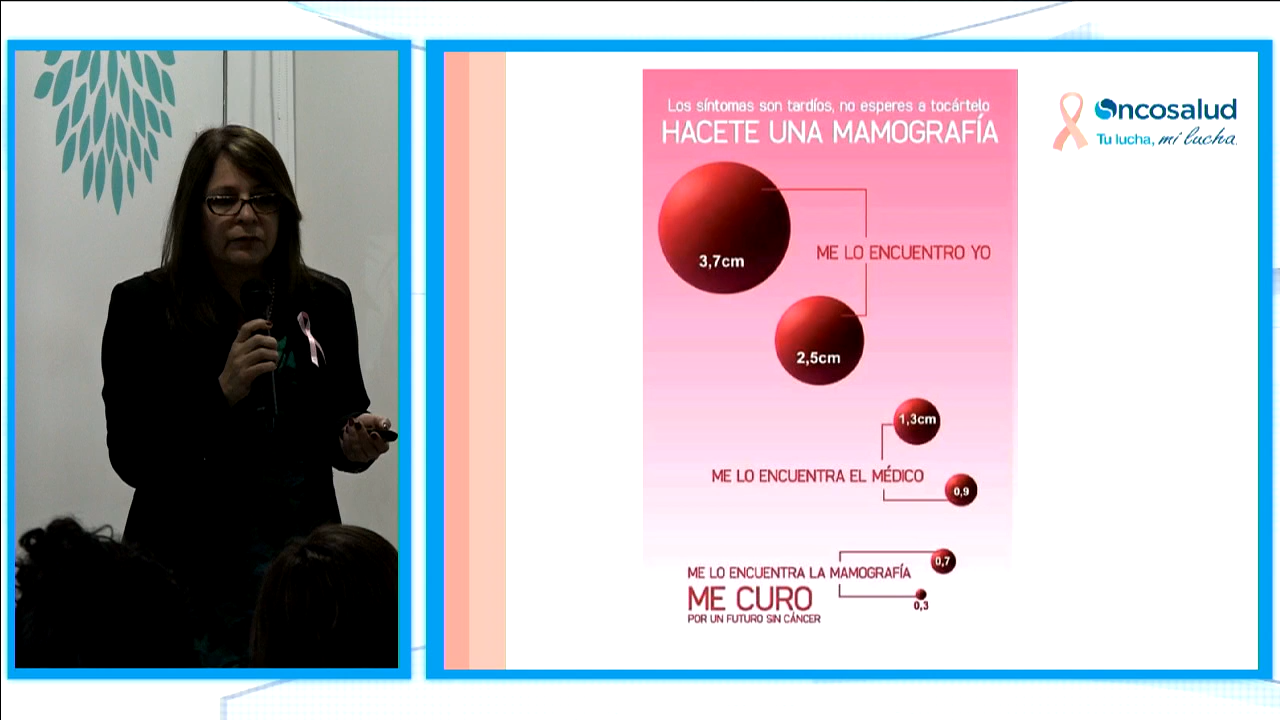 Los síntomas son tardíos, no esperes a tocártelo
HACETE UNA MAMOGRAFÍA
3,7cm
ME LO ENCUENTRO YO
2,5cm
1,3cm
ME LO ENCUENTRA EL MÉDICO
0,9
0,7
ME LO ENCUENTRA LA MAMOGRAFÍA
0,3
ME CURO
POR UN FUTURO SIN CÁNCER
Oncosalud
Tu lucha, mi lucha.